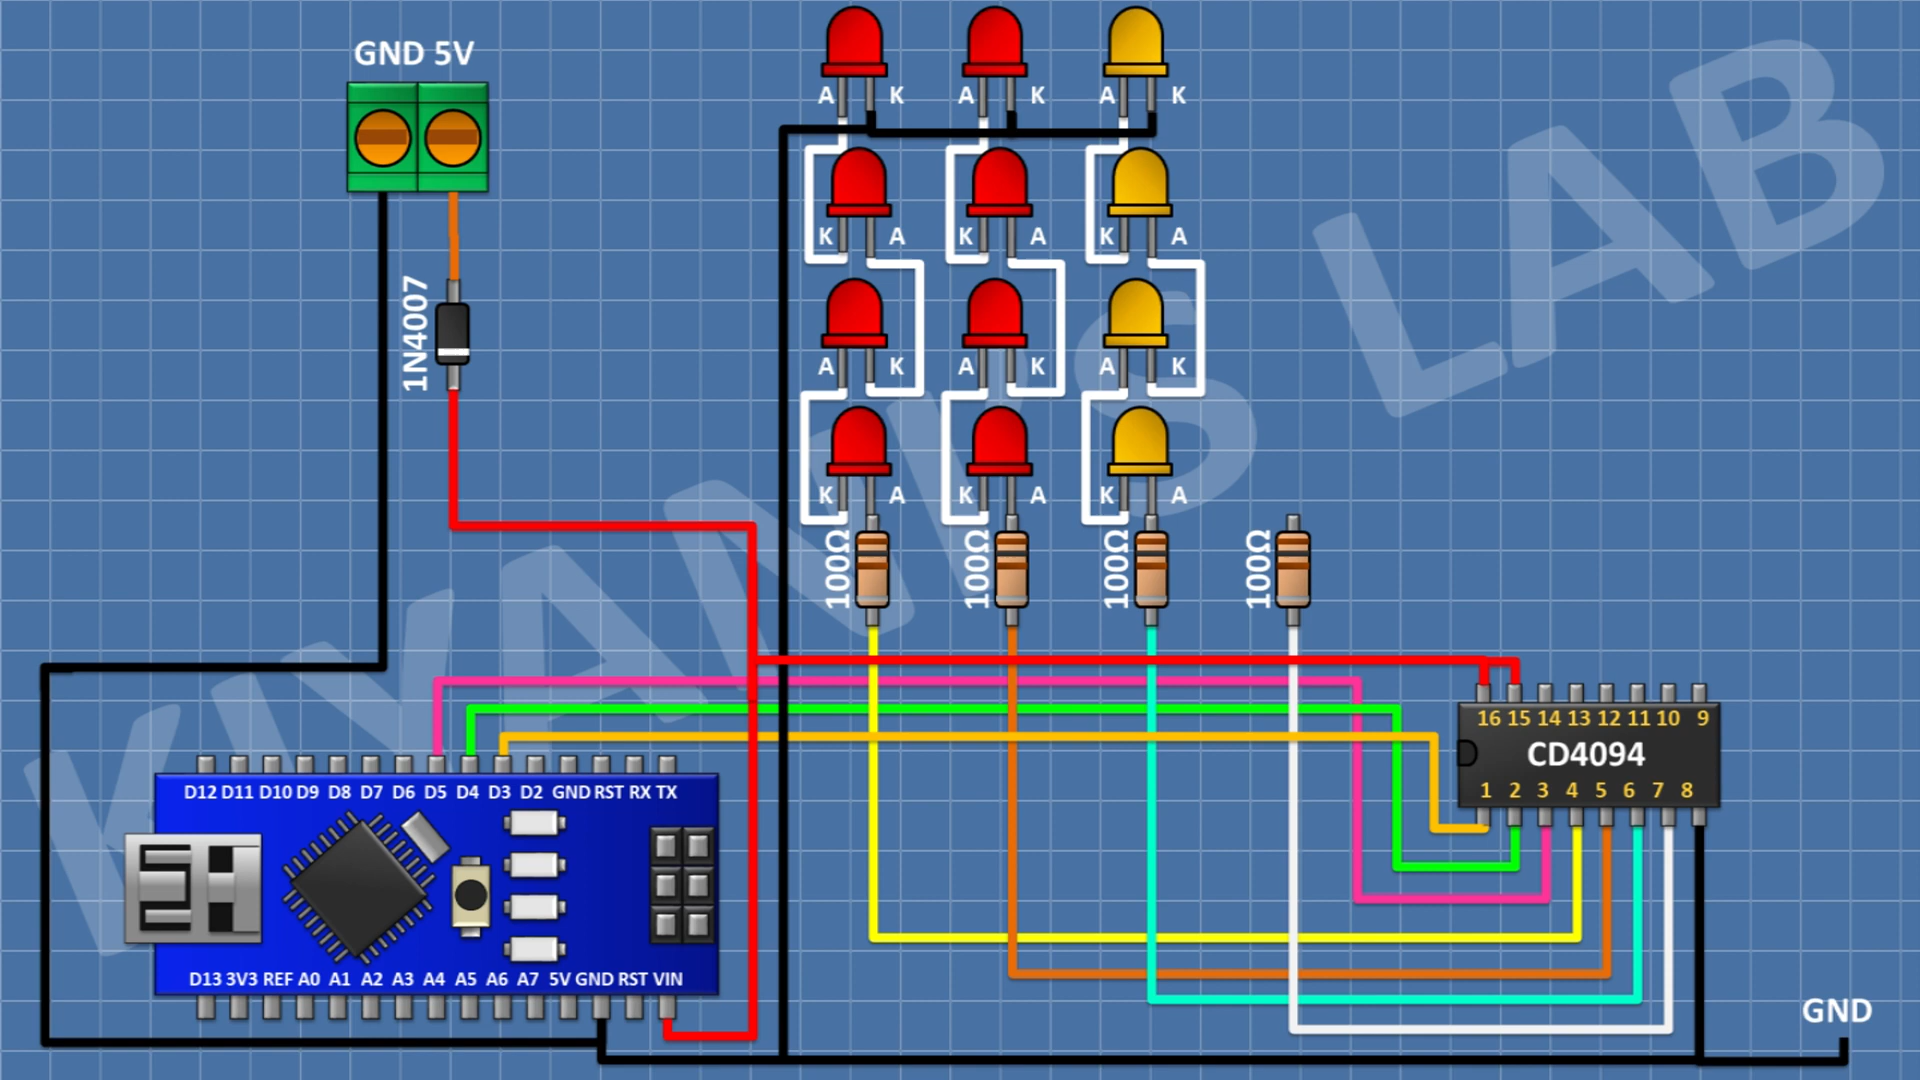 GND 5V
A K A K A K
K A K A K A
1N4007
A K A K A K
K A K A K A
100Ω 100Ω 100Ω 100Ω
16 15 14 13 12 11 10 9
CD4094
1 2 3 4 5 6 7 8
D12 D11 D10 D9 D8 D7 D6 D5 D4 D3 D2 GND RST RX TX
D13 3V3 REF A0 A1 A2 A3 A4 A5 A6 A7 5V GND RST VIN
GND
KIYANI'S LAB